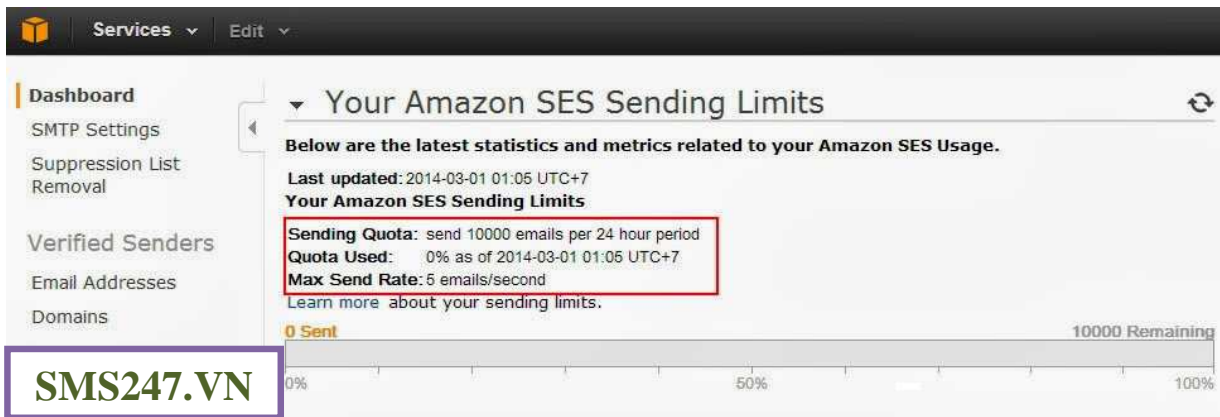 Services Edit
Dashboard
SMTP Settings
Suppression List
Removal
Verified Senders
Email Addresses
Domains
Your Amazon SES Sending Limits
Below are the latest statistics and metrics related to your Amazon SES Usage.
Last updated: 2014-03-01 01:05 UTC+7
Your Amazon SES Sending Limits
Sending Quota: send 10000 emails per 24 hour period
Quota Used: 0% as of 2014-03-01 01:05 UTC+7
Max Send Rate: 5 emails/second
Learn more about your sending limits.
0 Sent 10000 Remaining
0% 50% 100%
SMS247.VN